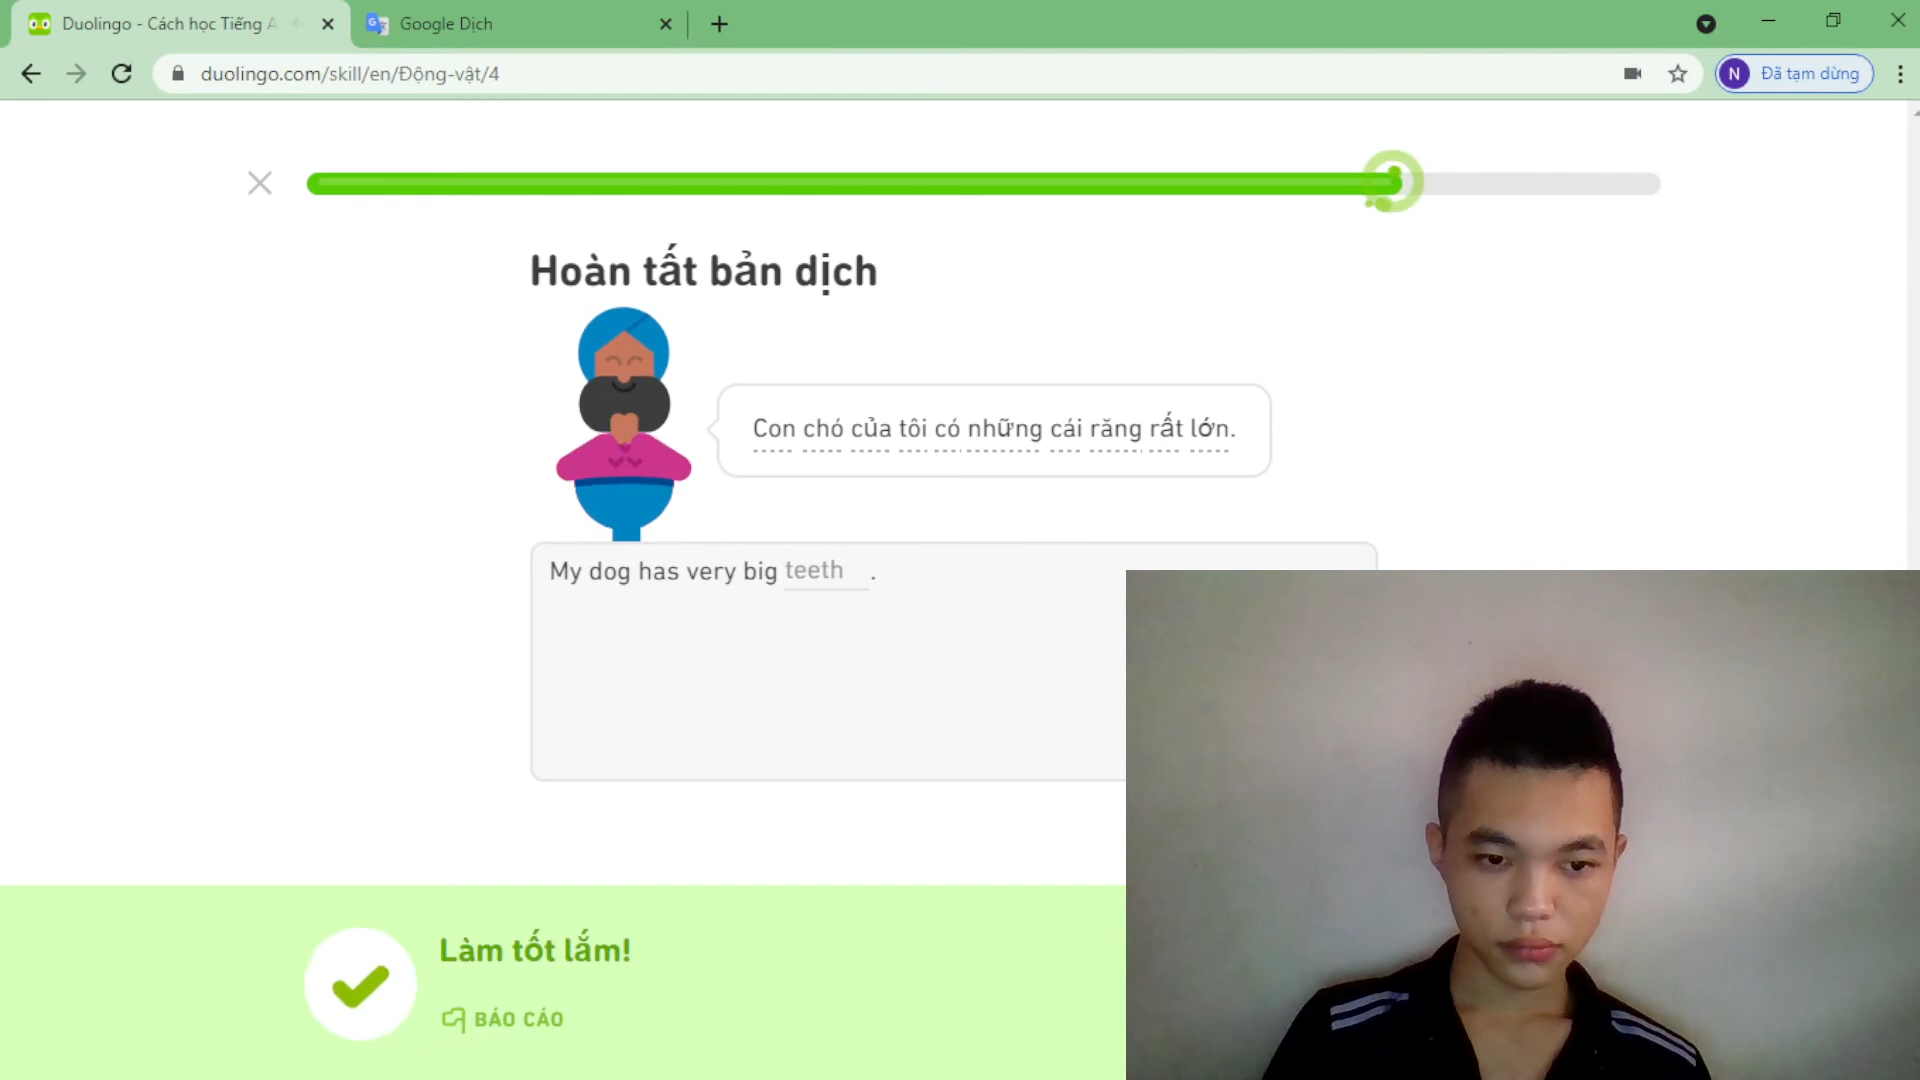 Duolingo - Cách học Tiếng A
Google Dịch
duolingo.com/skill/en/Động-vật/4
N Đã tạm dừng
Hoàn tất bản dịch
Con chó của tôi có những cái răng rất lớn.
My dog has very big teeth .
Làm tốt lắm!
BÁO CÁO